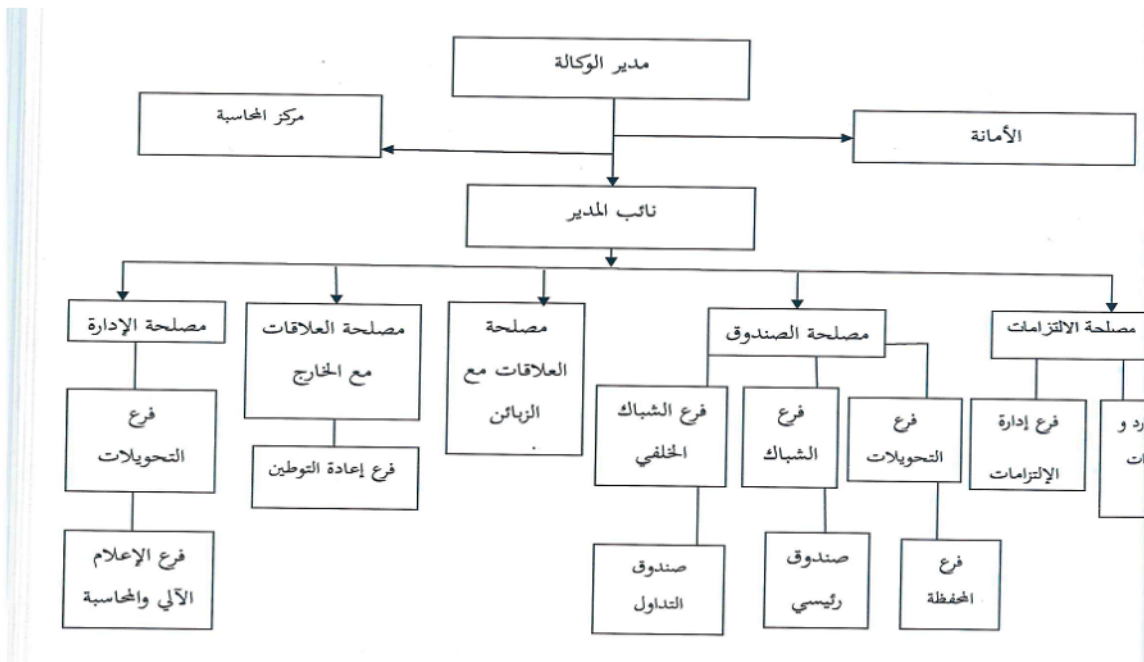 مدير الوكالة
الأمانة
مركز المحاسبة
نائب المدير
مصلحة الالتزامات
مصلحة الصندوق
مصلحة
العلاقات مع
الزبائن
مصلحة العلاقات
مع الخارج
مصلحة الإدارة
فرع إدارة
الإلتزامات
فرع
التحويلات
فرع
الشباك
فرع الشباك
الخلفي
فرع إعادة التوطين
فرع
التحويلات
فرع
المحفظة
صندوق
رئيسي
صندوق
التداول
فرع الإعلام
الآلي والمحاسبة